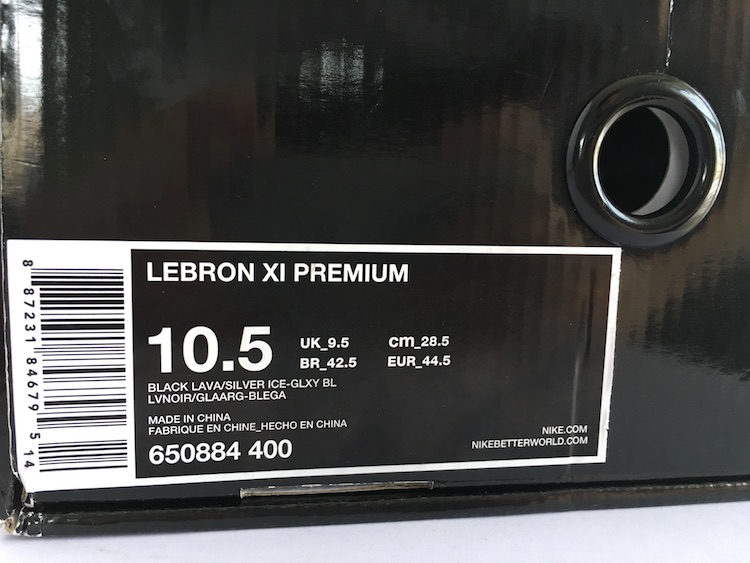 LEBRON XI PREMIUM
10.5
UK_9.5 cm_28.5
BR_42.5 EUR_44.5
BLACK LAVA/SILVER ICE-GLXY BL
LVNOIR/GLAARG-BLEGA
MADE IN CHINA
FABRIQUE EN CHINE_HECHO EN CHINA
650884 400
NIKE.COM
NIKEBETTERWORLD.COM
8 87231 84679 5 14